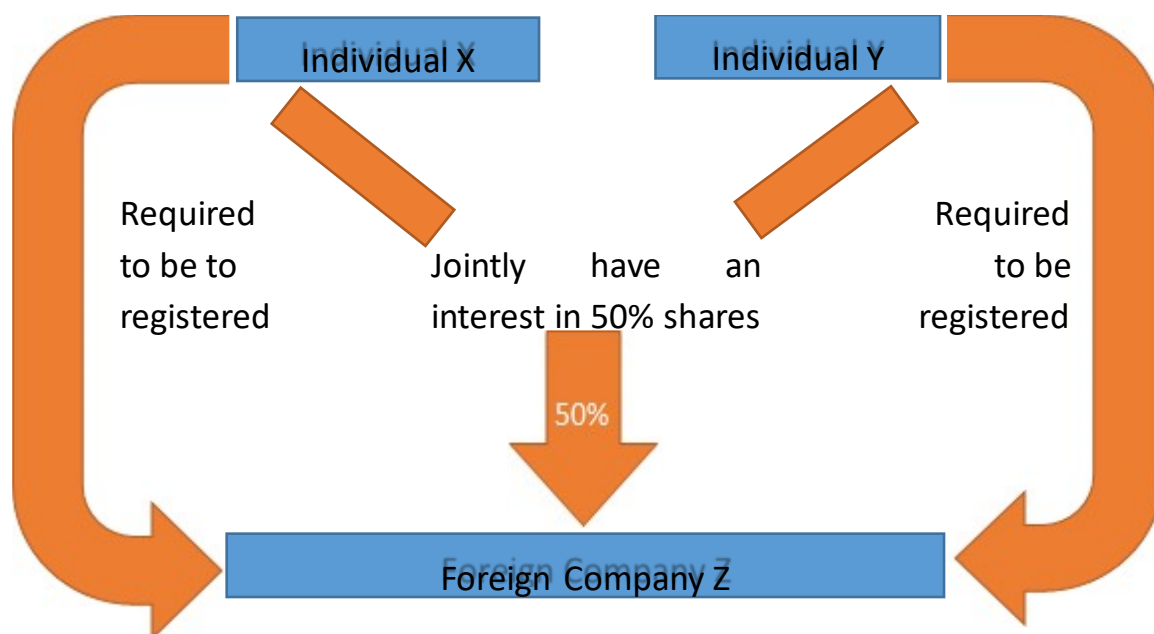 Individual X
Individual Y
Required
to be to
registered
Jointly have an
interest in 50% shares
Required
to be
registered
50%
Foreign Company Z